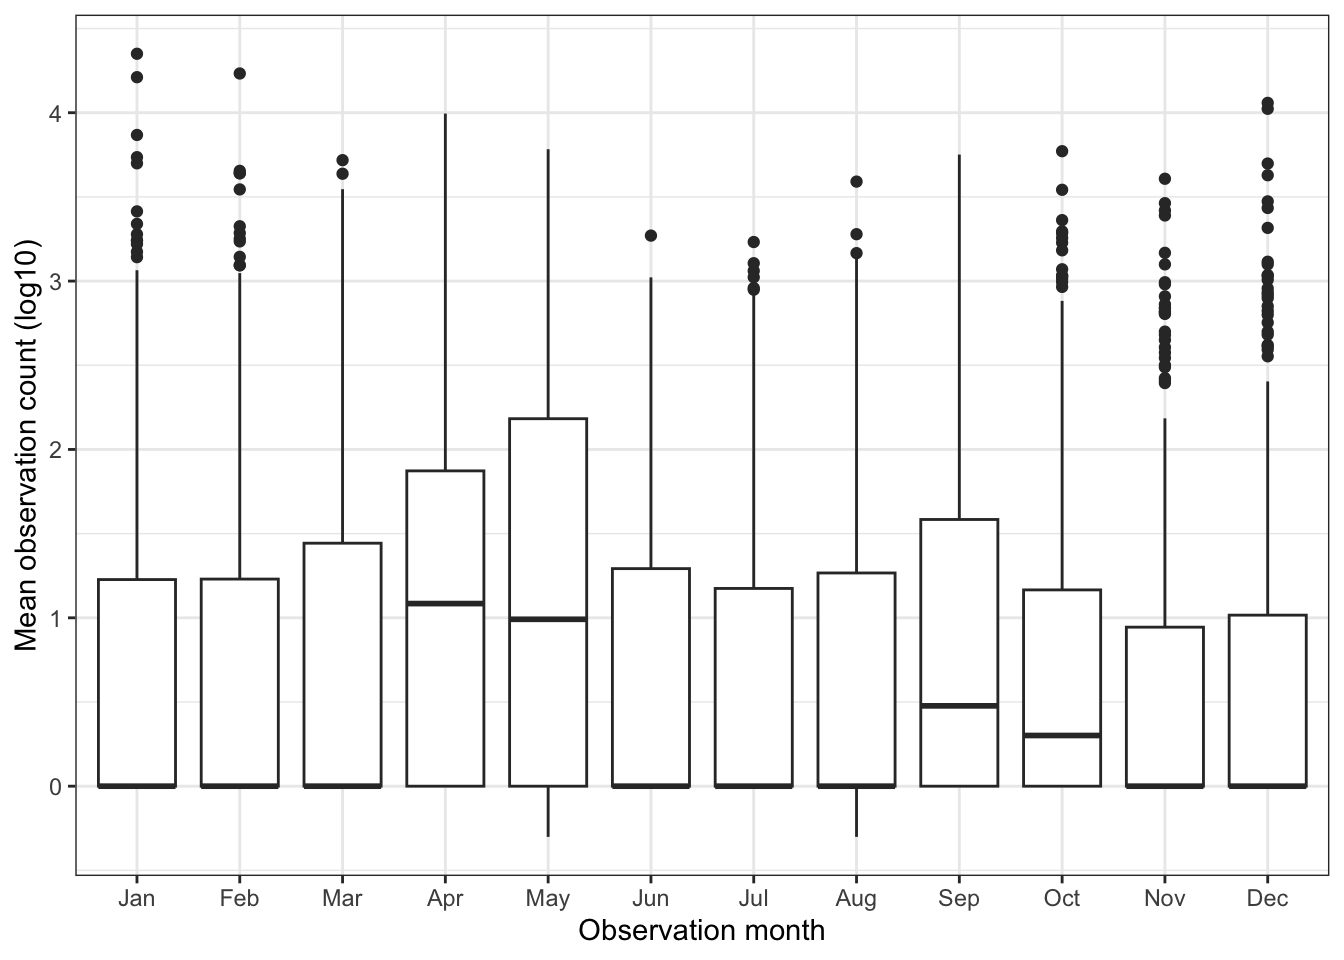 Mean observation count (log10)
4
3
2
1
0
Jan Feb Mar Apr May Jun Jul Aug Sep Oct Nov Dec
Observation month